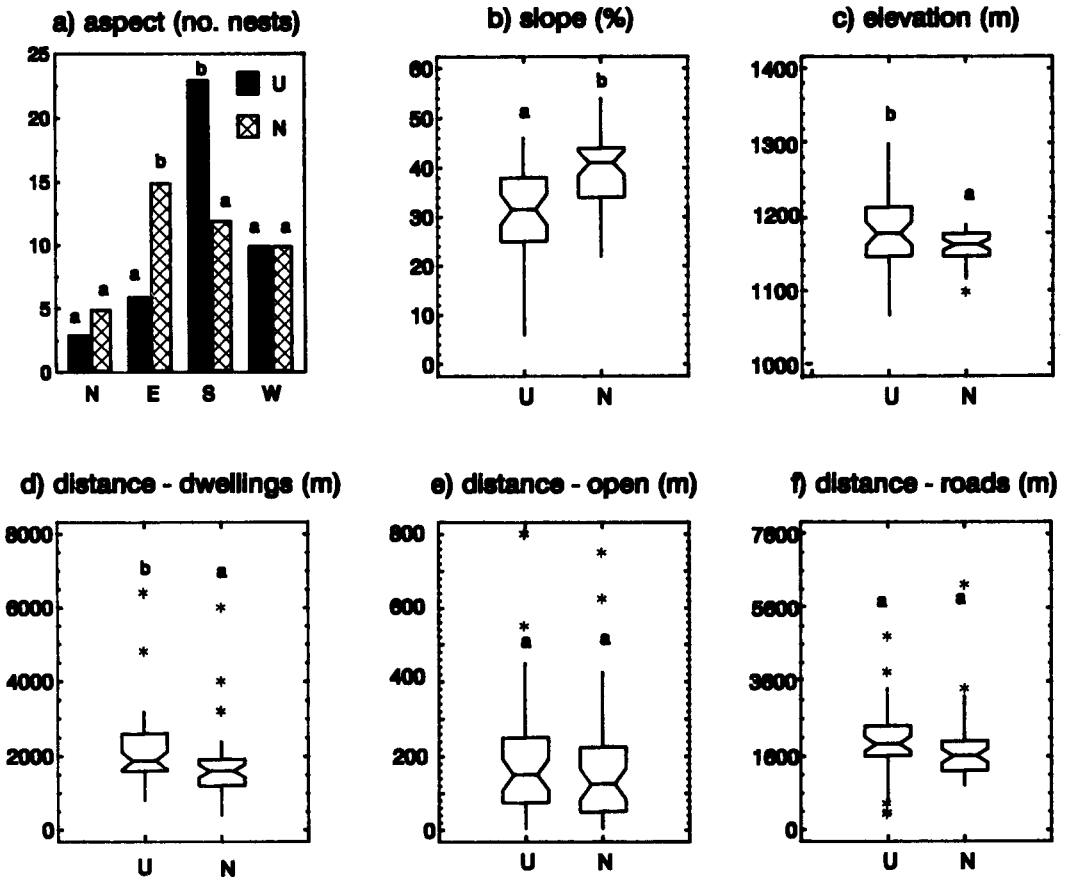 a) aspect (no. nests)
25
20
15
10
5
0
a a a b b a a a
U
N
N E S W
b) slope (%)
60
50
40
30
20
10
0
a b
U N
c) elevation (m)
1400
1300
1200
1100
1000
b a
U N
d) distance - dwellings (m)
8000
6000
4000
2000
0
b a
U N
e) distance - open (m)
800
600
400
200
0
a a
U N
f) distance - roads (m)
7600
5600
3600
1600
0
a a
U N